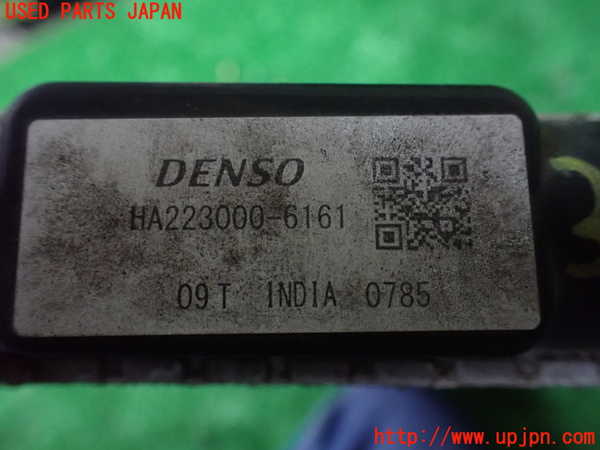 USED PARTS JAPAN
DENSO
HA223000-6161
09T INDIA 0785
http://www.upjpn.com/